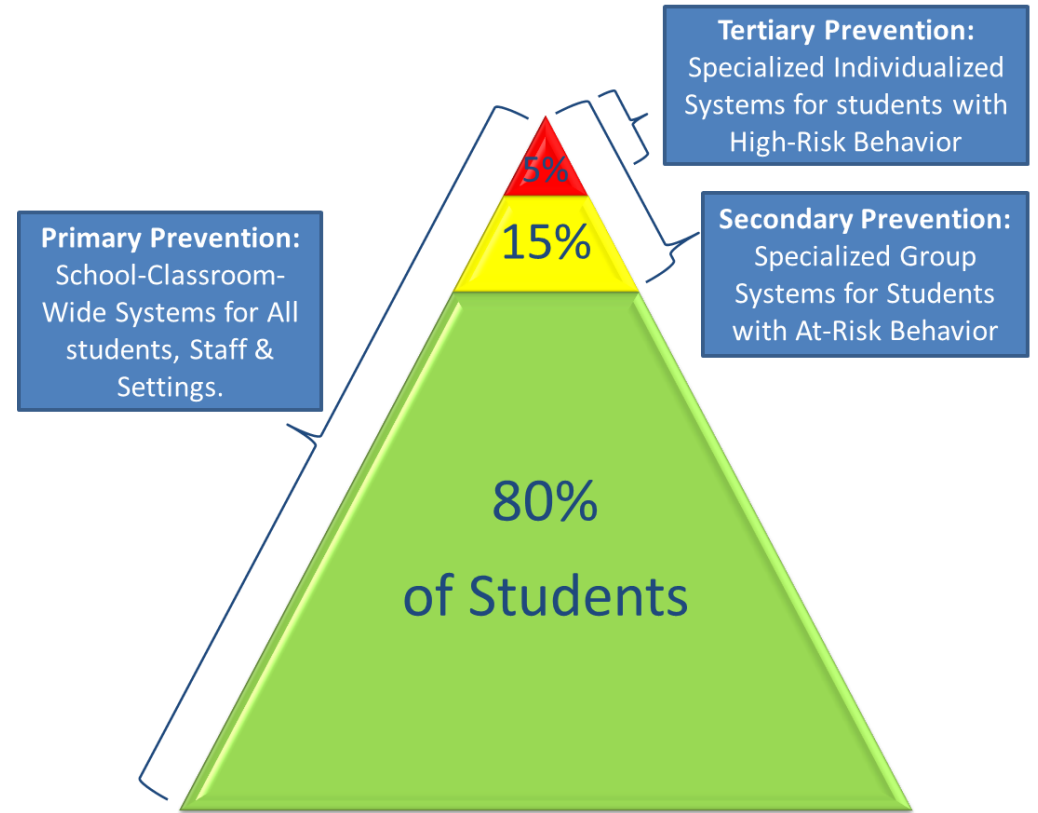 Tertiary Prevention:
Specialized Individualized
Systems for students with
High-Risk Behavior
5%
15%
Secondary Prevention:
Specialized Group
Systems for Students
with At-Risk Behavior
Primary Prevention:
School-Classroom-
Wide Systems for All
students, Staff &
Settings.
80%
of Students